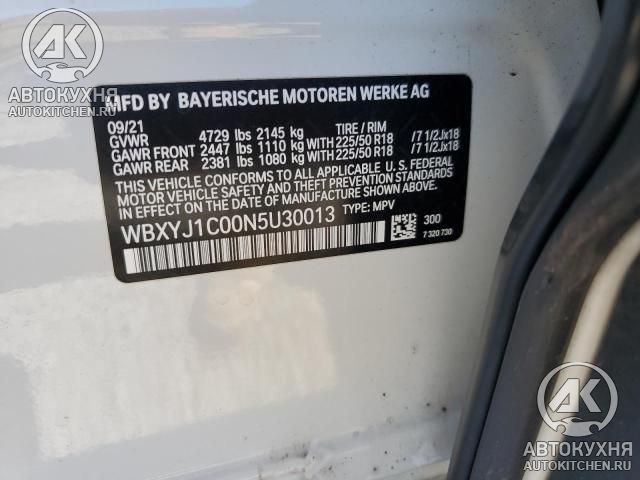 AK
АВТОКУХНЯ
AUTOKITCHEN.RU
MFD BY BAYERISCHE MOTOREN WERKE AG
09/21
GVWR 4729 lbs 2145 kg TIRE / RIM
GAWR FRONT 2447 lbs 1110 kg WITH 225/50 R18 /7 1/2Jx18
GAWR REAR 2381 lbs 1080 kg WITH 225/50 R18 /7 1/2Jx18
THIS VEHICLE CONFORMS TO ALL APPLICABLE U. S. FEDERAL
MOTOR VEHICLE SAFETY, BUMPER, AND THEFT PREVENTION
STANDARDS IN EFFECT ON THE DATE OF MANUFACTURE SHOWN ABOVE.
WBXYJ1C00N5U30013 TYPE: MPV
300
7 320 730
AK
АВТОКУХНЯ
AUTOKITCHEN.RU